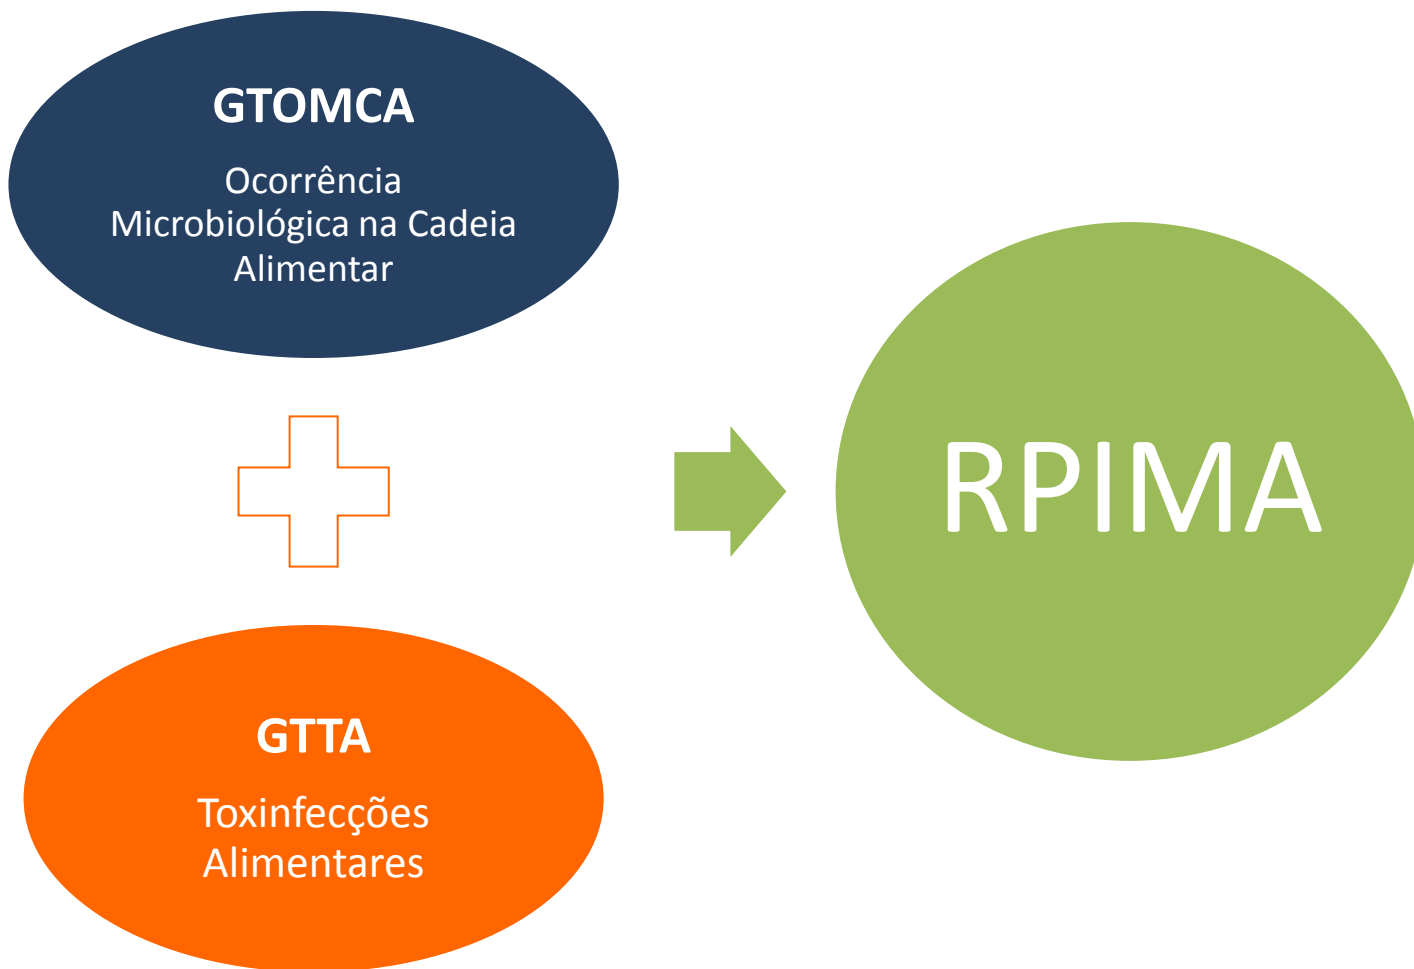 GTOMCA
Ocorrência
Microbiológica na Cadeia
Alimentar
GTTA
Toxinfecções
Alimentares
RPIMA